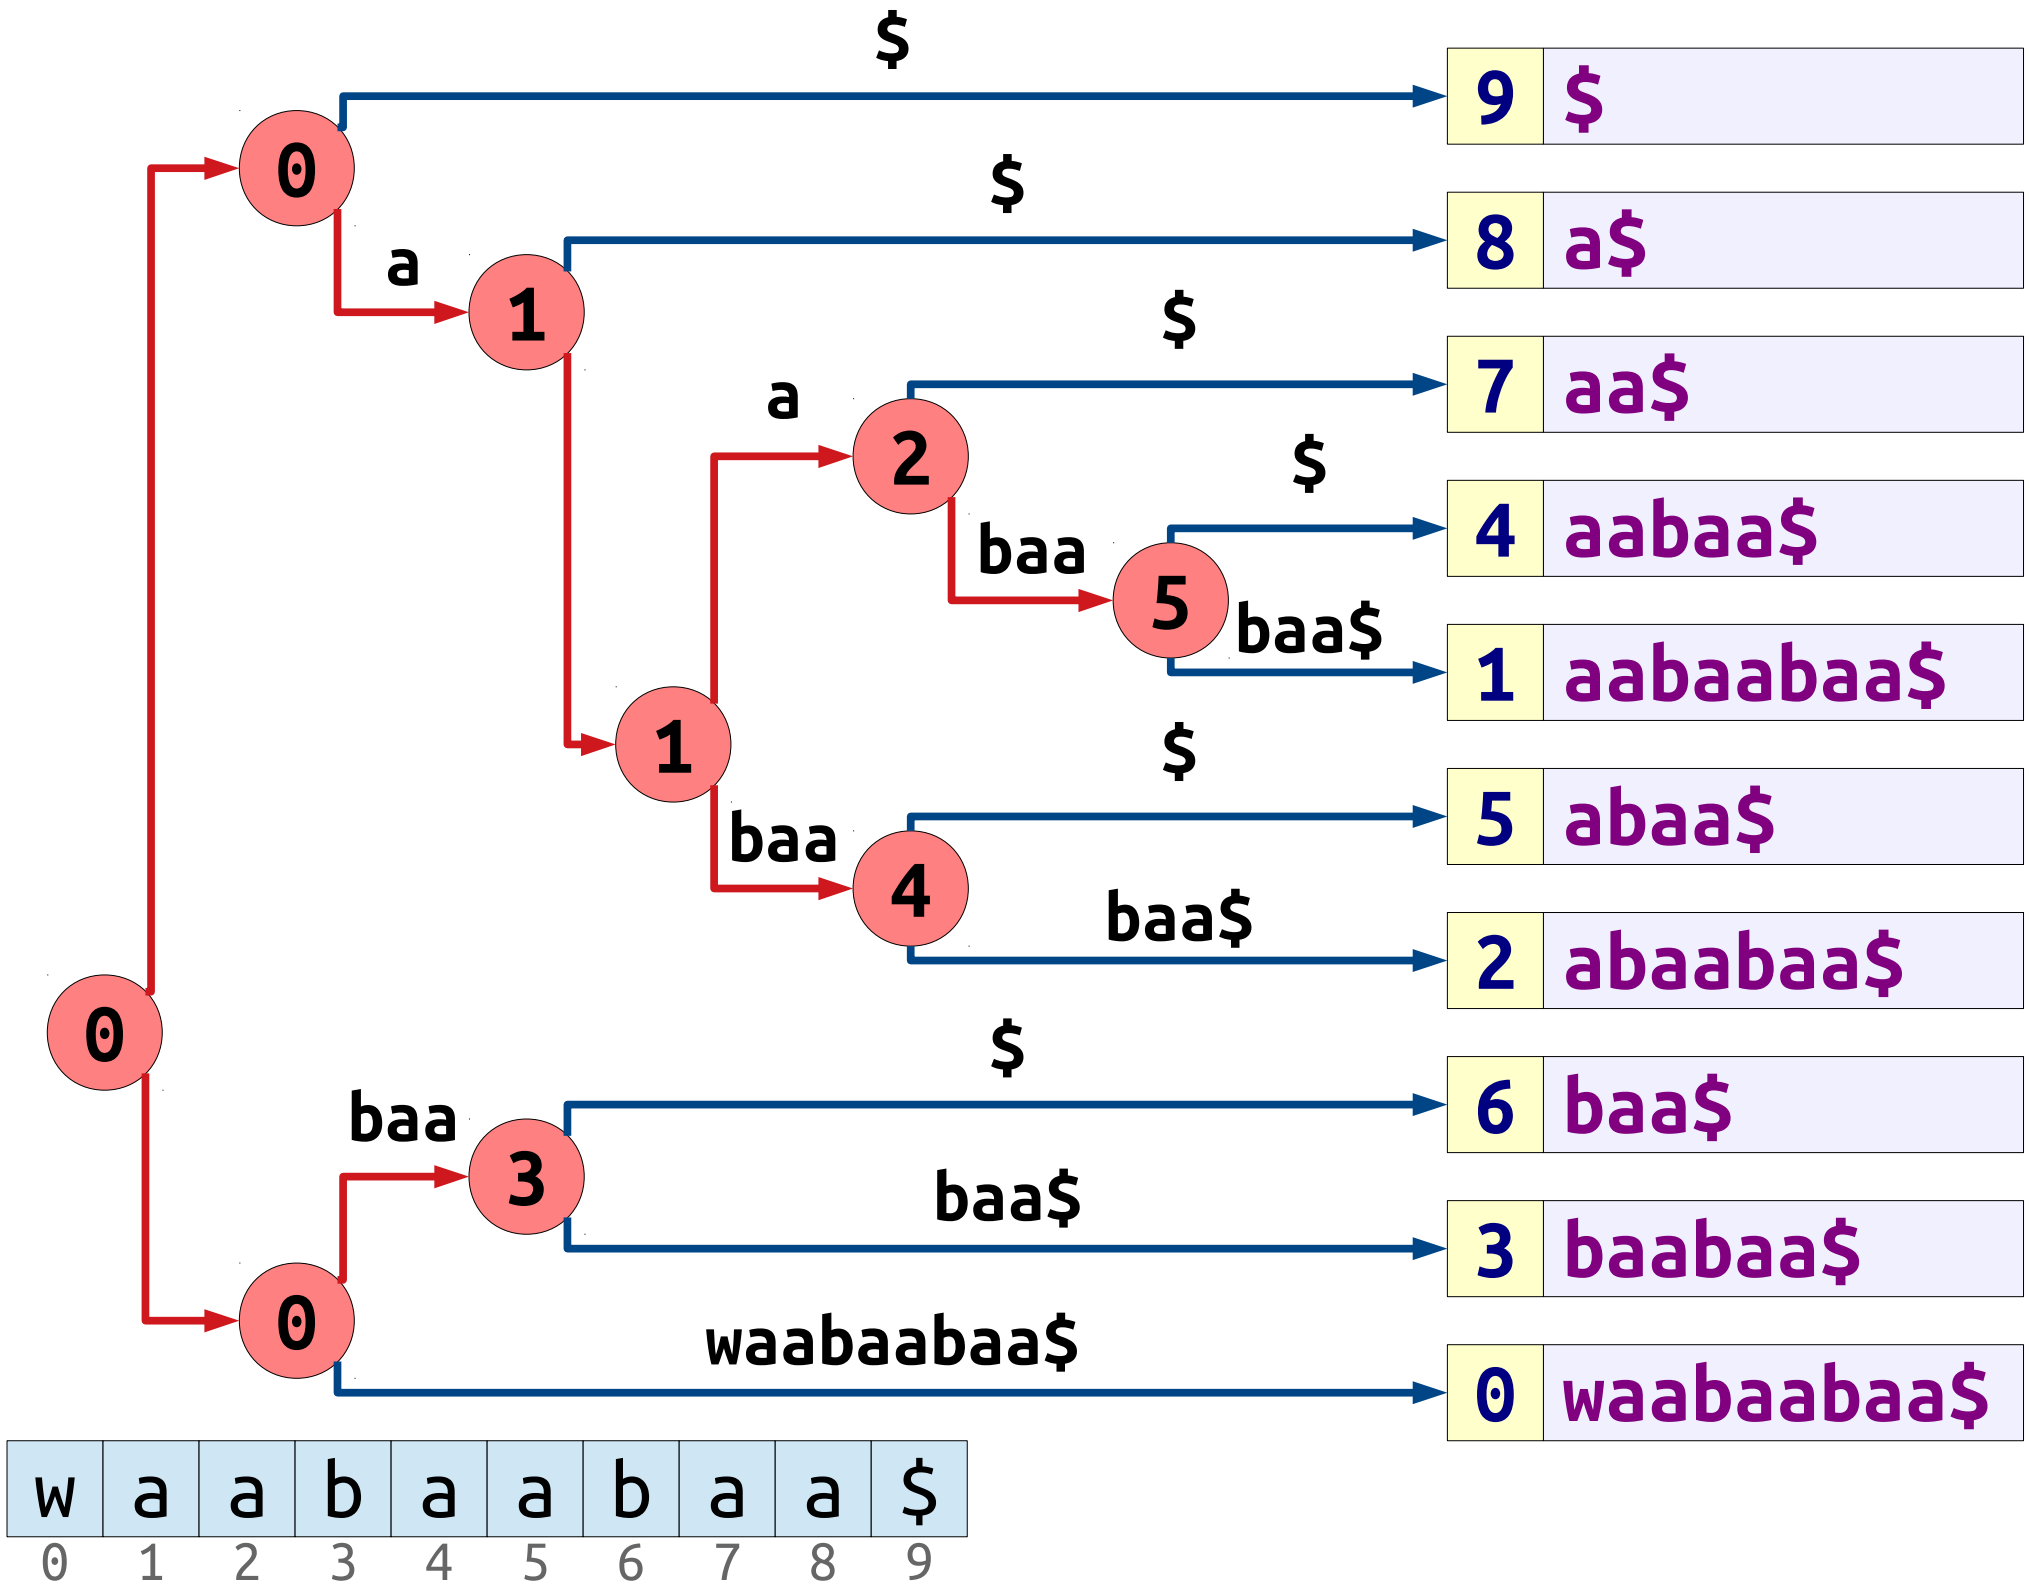 $
9 $
0
$
a
8 a$
1
$
a
7 aa$
2
$
baa
4 aabaa$
5
baa$
1 aabaabaa$
1
$
baa
5 abaa$
4
baa$
2 abaabaa$
0
$
baa
6 baa$
3
baa$
3 baabaa$
0
waabaabaa$
0 waabaabaa$
w a a b a a b a a $
0 1 2 3 4 5 6 7 8 9